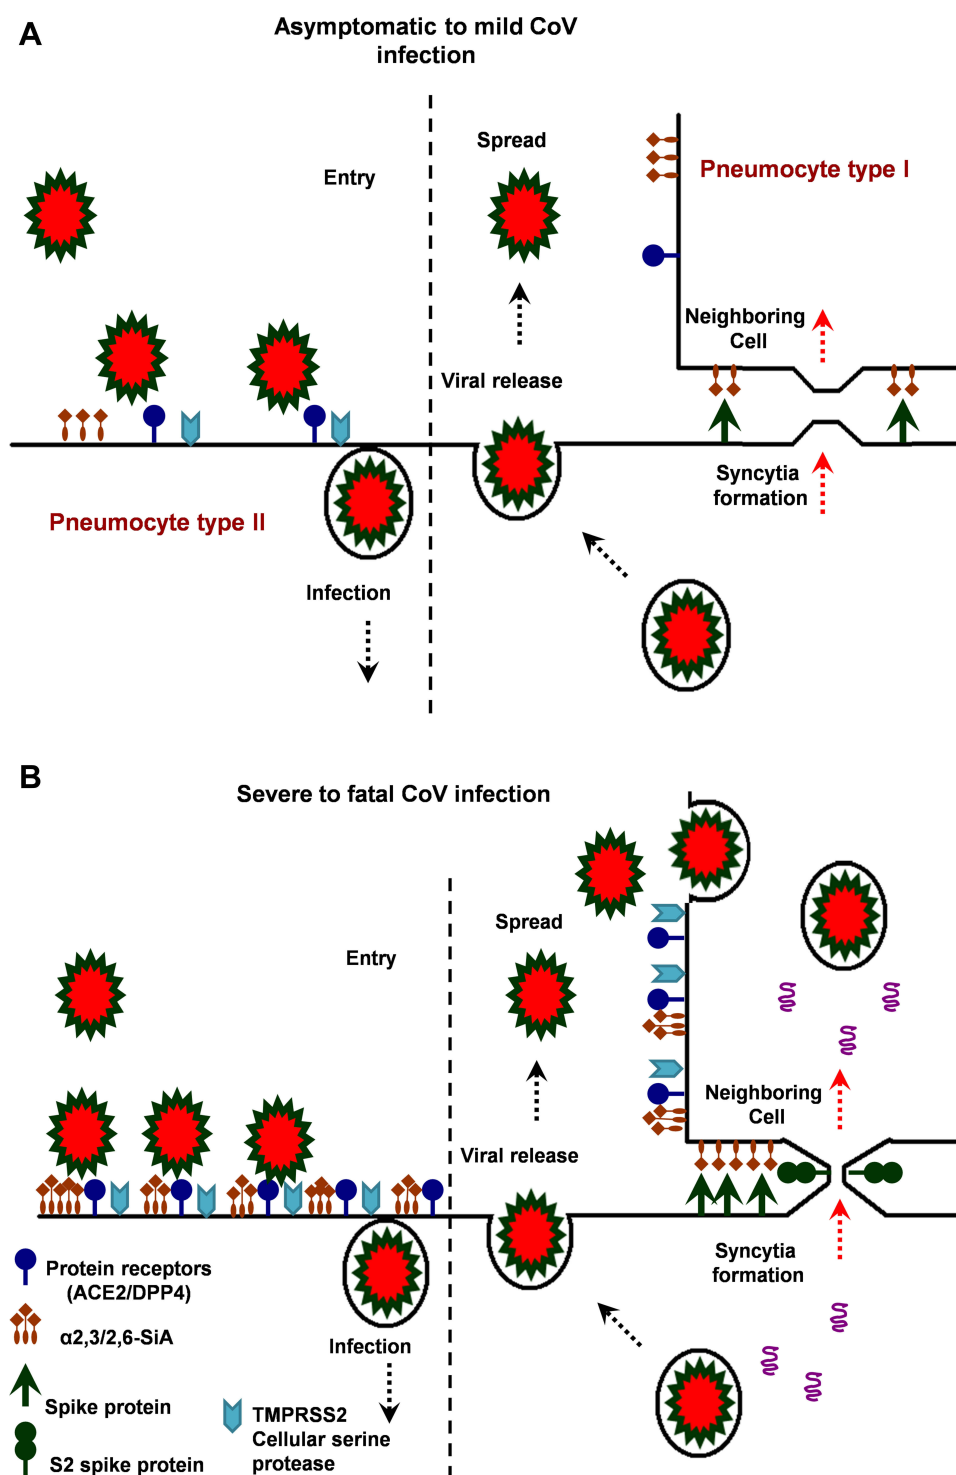 A
Asymptomatic to mild CoV
infection
Entry
Spread
Pneumocyte type I
Neighboring
Cell
Viral release
Syncytia
formation
Pneumocyte type II
Infection
B
Severe to fatal CoV infection
Entry
Spread
Neighboring
Cell
Viral release
Syncytia
formation
Infection
Protein receptors
(ACE2/DPP4)
α2,3/2,6-SiA
Spike protein
S2 spike protein
TMPRSS2
Cellular serine
protease